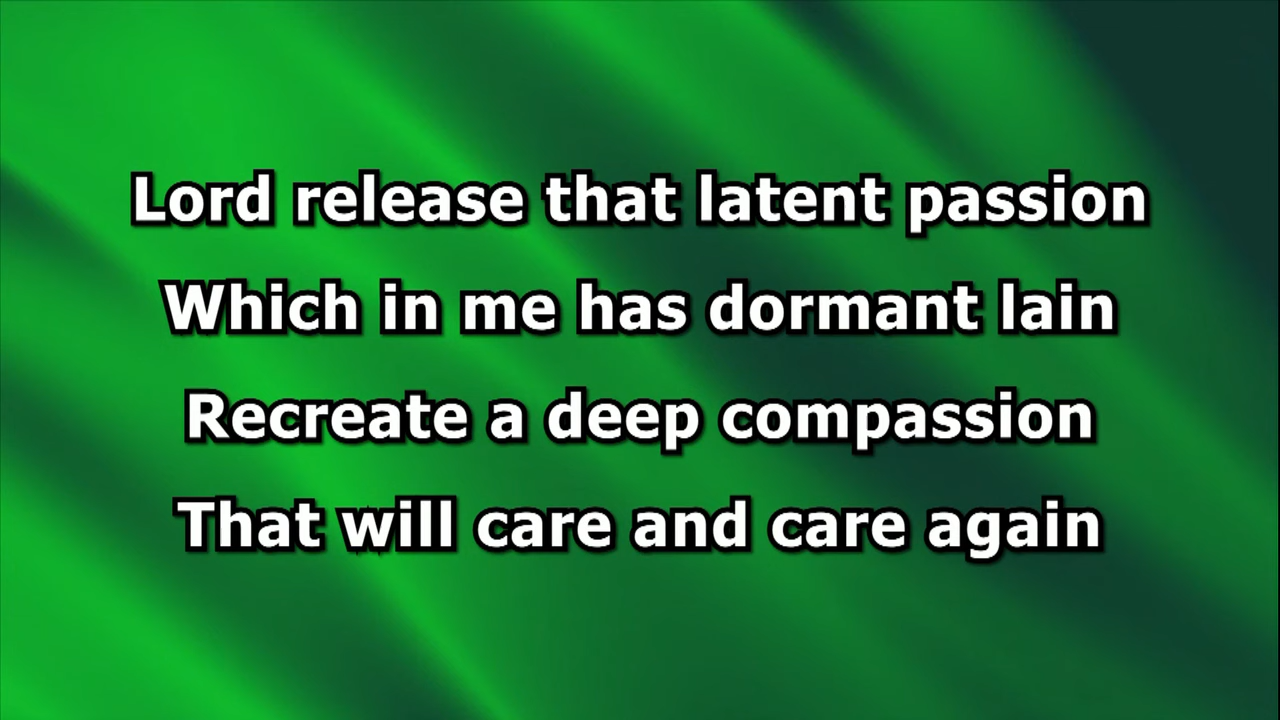 Lord release that latent passion
Which in me has dormant lain
Recreate a deep compassion
That will care and care again